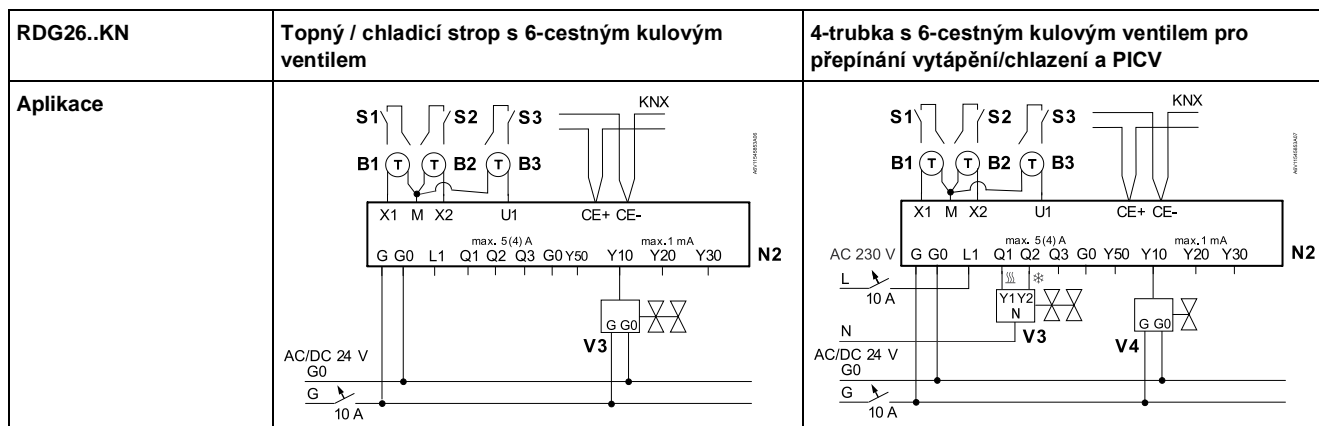 RDG26..KN
Topný / chladicí strop s 6-cestným kulovým
ventilem
4-trubka s 6-cestným kulovým ventilem pro
přepínání vytápění/chlazení a PICV
Aplikace
KNX
S1 S2 S3
B1 T T B2 T B3
X1 M X2 U1 CE+ CE-
max. 5(4) A max. 1 mA
G G0 L1 Q1 Q2 Q3 G0 Y50 Y10 Y20 Y30 N2
G G0
V3
AC/DC 24 V
G0
G
10 A
KNX
S1 S2 S3
B1 T T B2 T B3
X1 M X2 U1 CE+ CE-
max. 5(4) A max. 1 mA
AC 230 V G G0 L1 Q1 Q2 Q3 G0 Y50 Y10 Y20 Y30 N2
L
10 A
Y1 Y2
N
G G0
N
V3 V4
AC/DC 24 V
G0
G
10 A